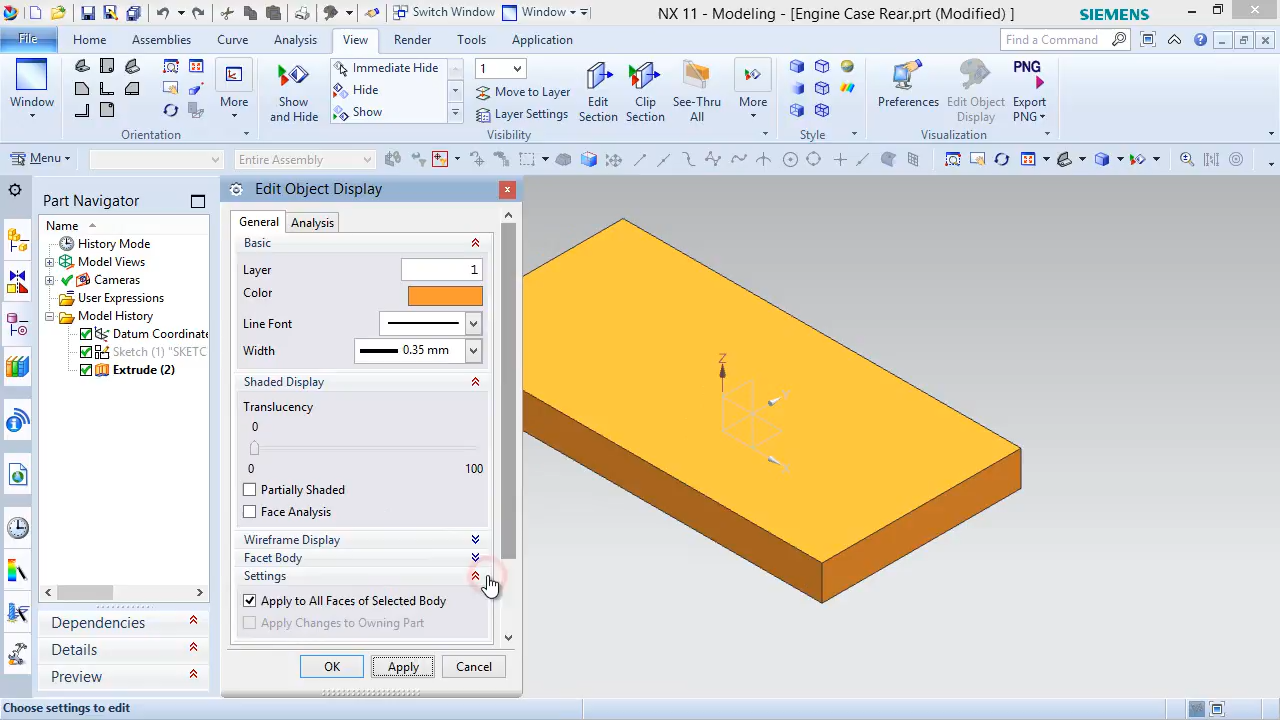 Switch Window
Window
NX 11 - Modeling - [Engine Case Rear.prt (Modified) ]
SIEMENS
File
Home
Assemblies
Curve
Analysis
View
Render
Tools
Application
Find a Command
Window
More
Show
and Hide
Immediate Hide
Hide
Show
1
Move to Layer
Layer Settings
Edit
Section
Clip
Section
See-Thru
All
More
Preferences
Edit Object
Display
PNG
Export
PNG
Orientation
Visibility
Style
Visualization
Menu
Entire Assembly
Part Navigator
Name
History Mode
Model Views
Cameras
User Expressions
Model History
Datum Coordinate
Sketch (1) "SKETC
Extrude (2)
Dependencies
Details
Preview
Edit Object Display
General
Analysis
Basic
Layer
1
Color
Line Font
Width
0.35 mm
Shaded Display
Translucency
0
0
100
Partially Shaded
Face Analysis
Wireframe Display
Facet Body
Settings
Apply to All Faces of Selected Body
Apply Changes to Owning Part
OK
Apply
Cancel
Z
Choose settings to edit